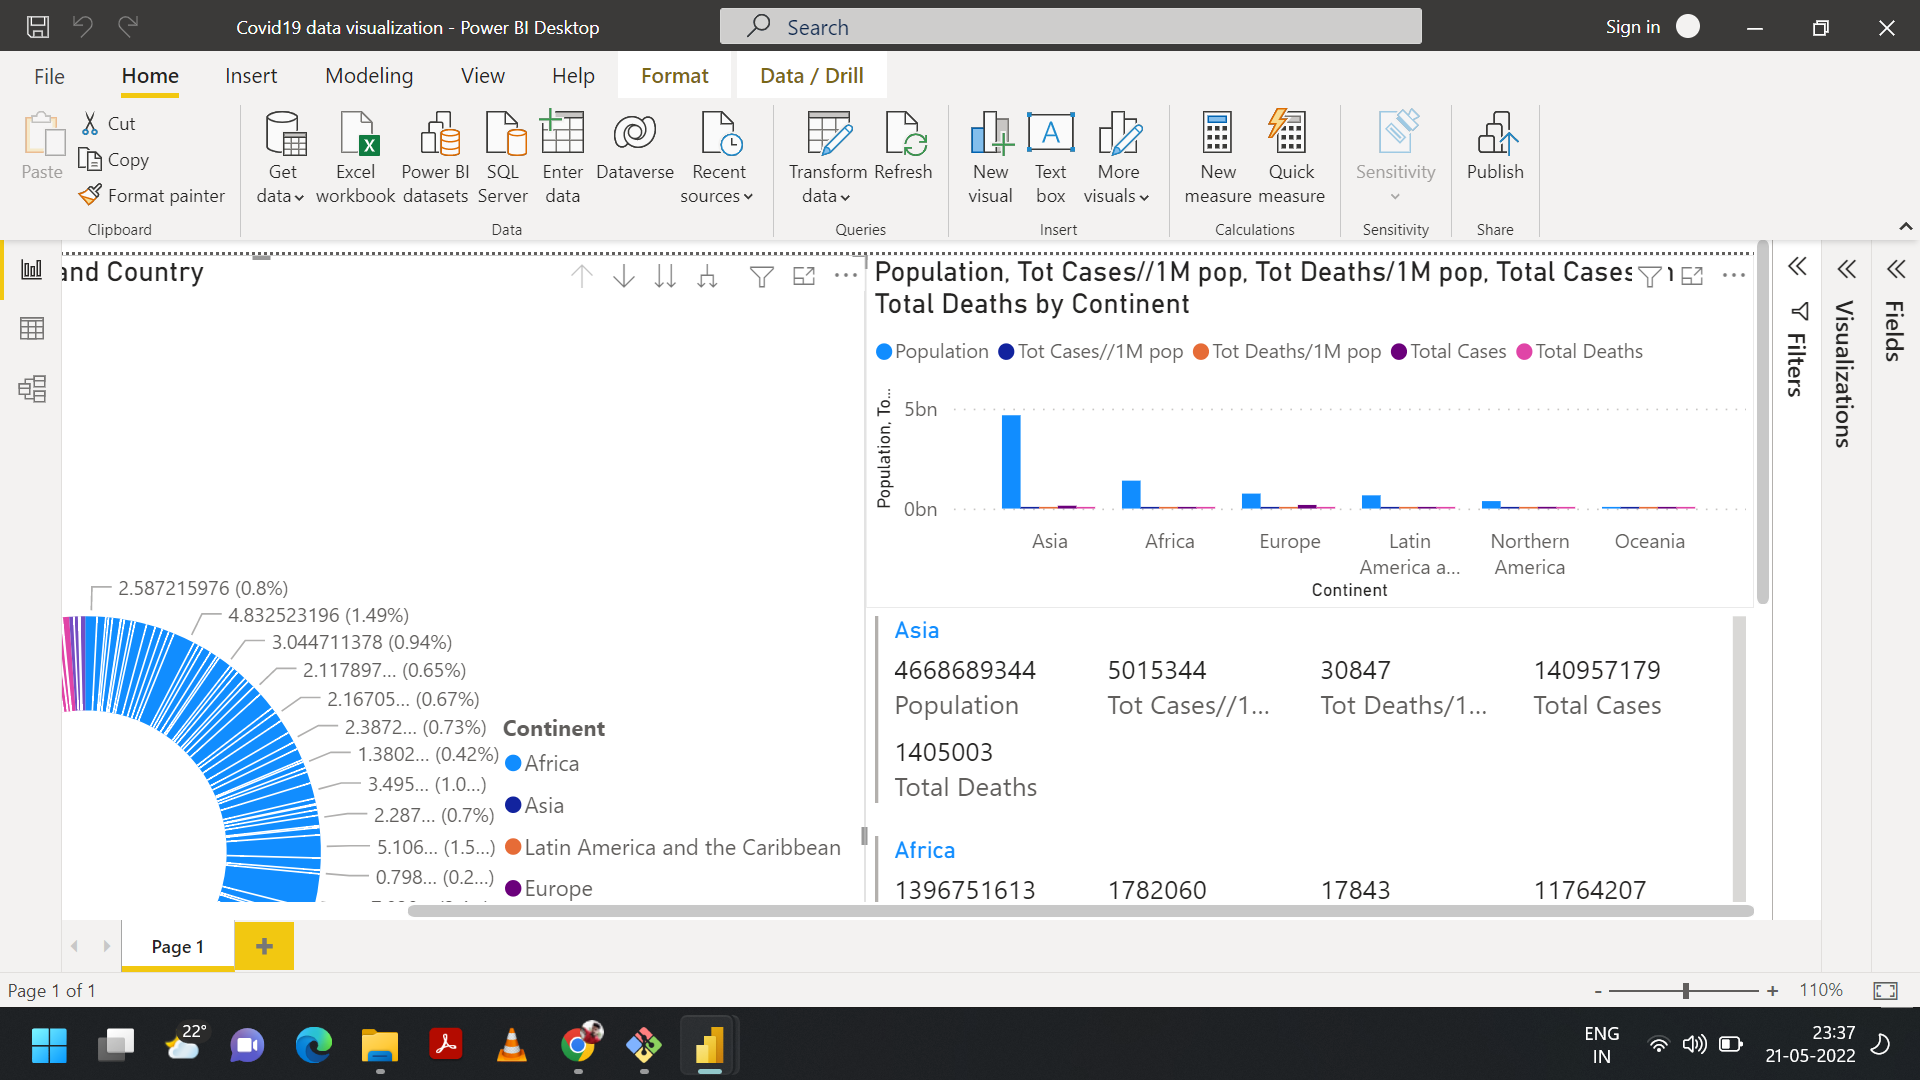 Covid19 data visualization - Power BI Desktop
Search
Sign in
File Home Insert Modeling View Help Format Data / Drill
Paste
Cut
Copy
Format painter
Clipboard
Get data
Excel workbook
Power BI datasets
SQL Server
Enter data
Dataverse
Recent sources
Data
Transform data
Refresh
Queries
New visual
Text box
More visuals
Insert
New measure
Quick measure
Calculations
Sensitivity
Sensitivity
Publish
Share
and Country
2.587215976 (0.8%)
4.832523196 (1.49%)
3.044711378 (0.94%)
2.117897... (0.65%)
2.16705... (0.67%)
2.3872... (0.73%)
1.3802... (0.42%)
3.495... (1.0...)
2.287... (0.7%)
5.106... (1.5...)
0.798... (0.2...)
Continent
Africa
Asia
Latin America and the Caribbean
Europe
Population, Tot Cases//1M pop, Tot Deaths/1M pop, Total Cases
Total Deaths by Continent
Population Tot Cases//1M pop Tot Deaths/1M pop Total Cases Total Deaths
Population, To...
5bn
0bn
Asia Africa Europe Latin America a... Northern America Oceania
Continent
Asia
4668689344 5015344 30847 140957179
Population Tot Cases//1... Tot Deaths/1... Total Cases
1405003
Total Deaths
Africa
1396751613 1782060 17843 11764207
Filters
Visualizations
Fields
Page 1
Page 1 of 1
- + 110%
22°
ENG
IN
23:37
21-05-2022